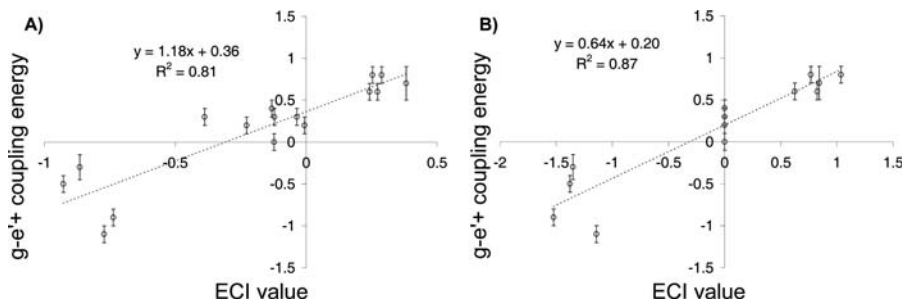 A)
y = 1.18x + 0.36
R² = 0.81
g-e'+ coupling energy
1.5
1
0.5
0
-0.5
-1
-1.5
-1 -0.5 0 0.5
ECI value
B)
y = 0.64x + 0.20
R² = 0.87
g-e'+ coupling energy
1.5
1
0.5
0
-0.5
-1
-1.5
-2 -1.5 -1 -0.5 0 0.5 1 1.5
ECI value